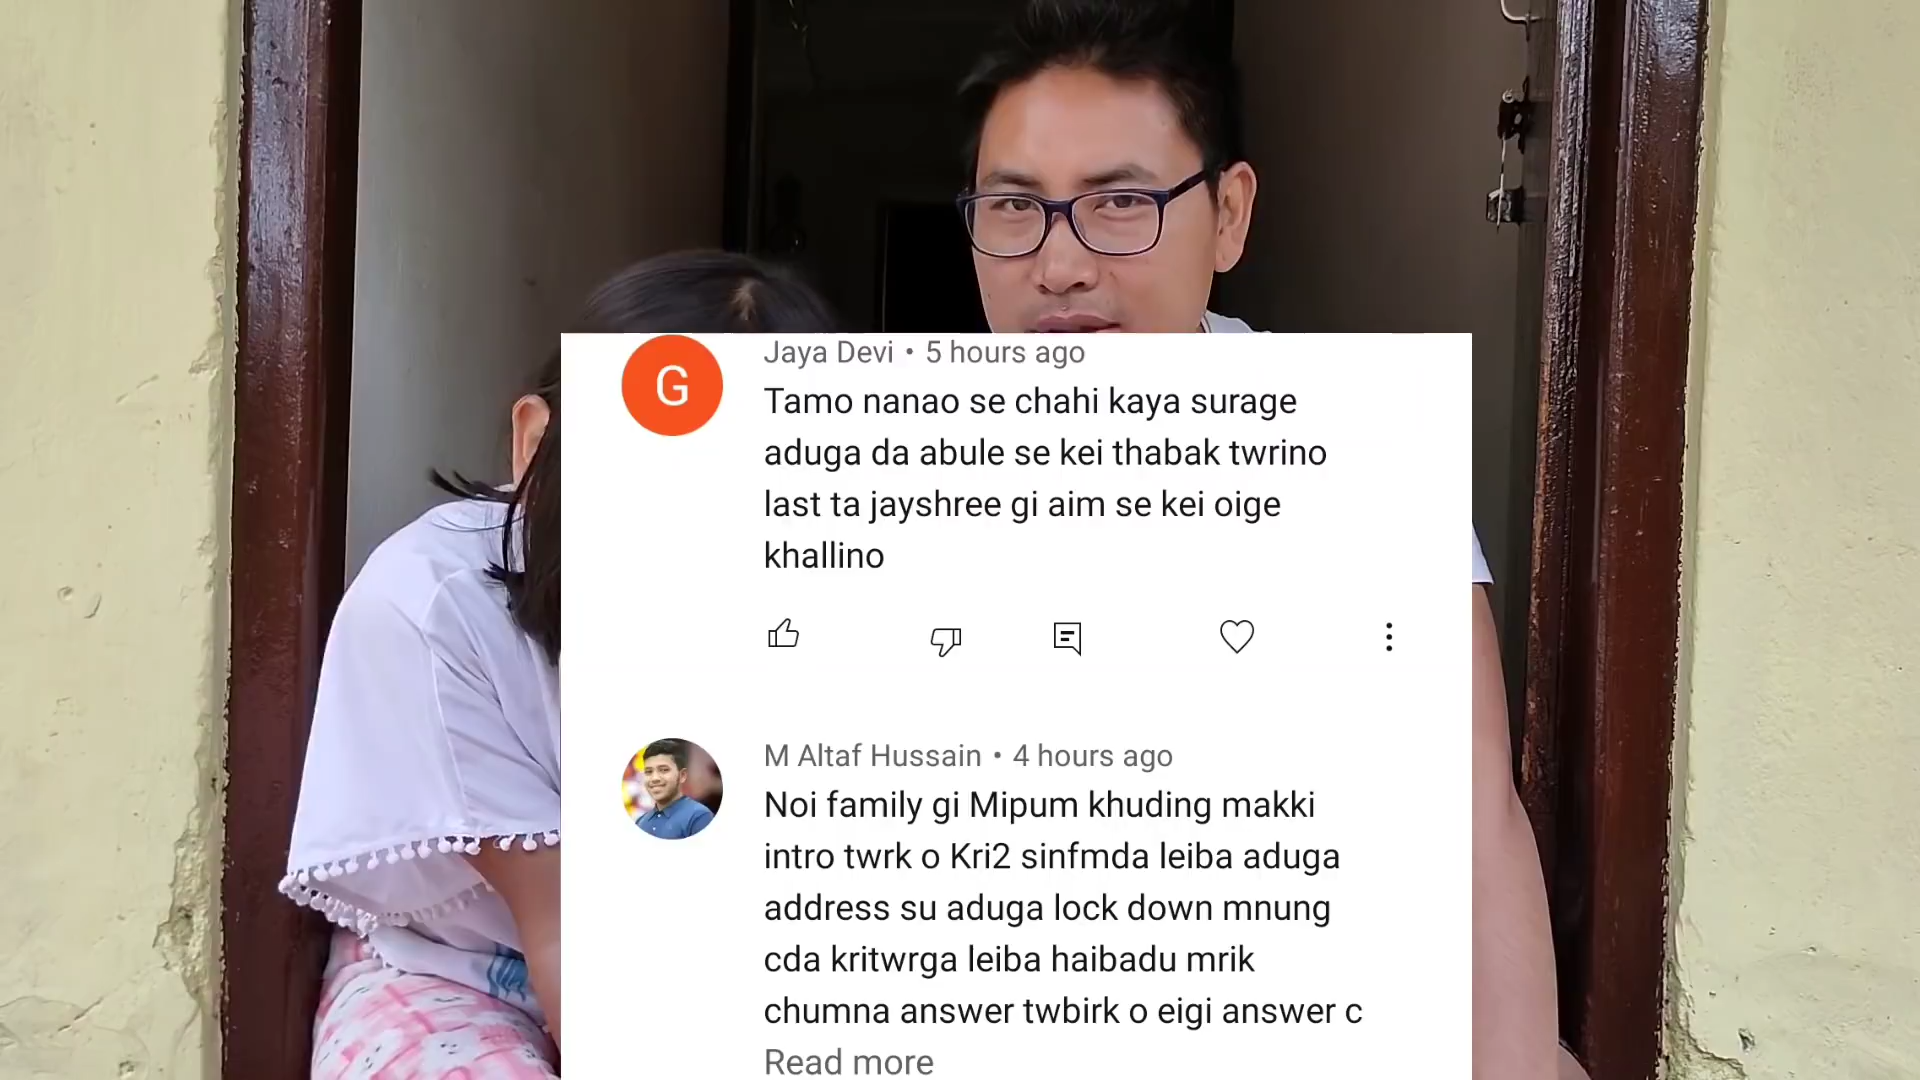 G
Jaya Devi • 5 hours ago
Tamo nanao se chahi kaya surage
aduga da abule se kei thabak twrino
last ta jayshree gi aim se kei oige
khallino
M Altaf Hussain • 4 hours ago
Noi family gi Mipum khuding makki
intro twrk o Kri2 sinfmda leiba aduga
address su aduga lock down mnung
cda kritwrga leiba haibadu mrik
chumna answer twbirk o eigi answer c
Read more